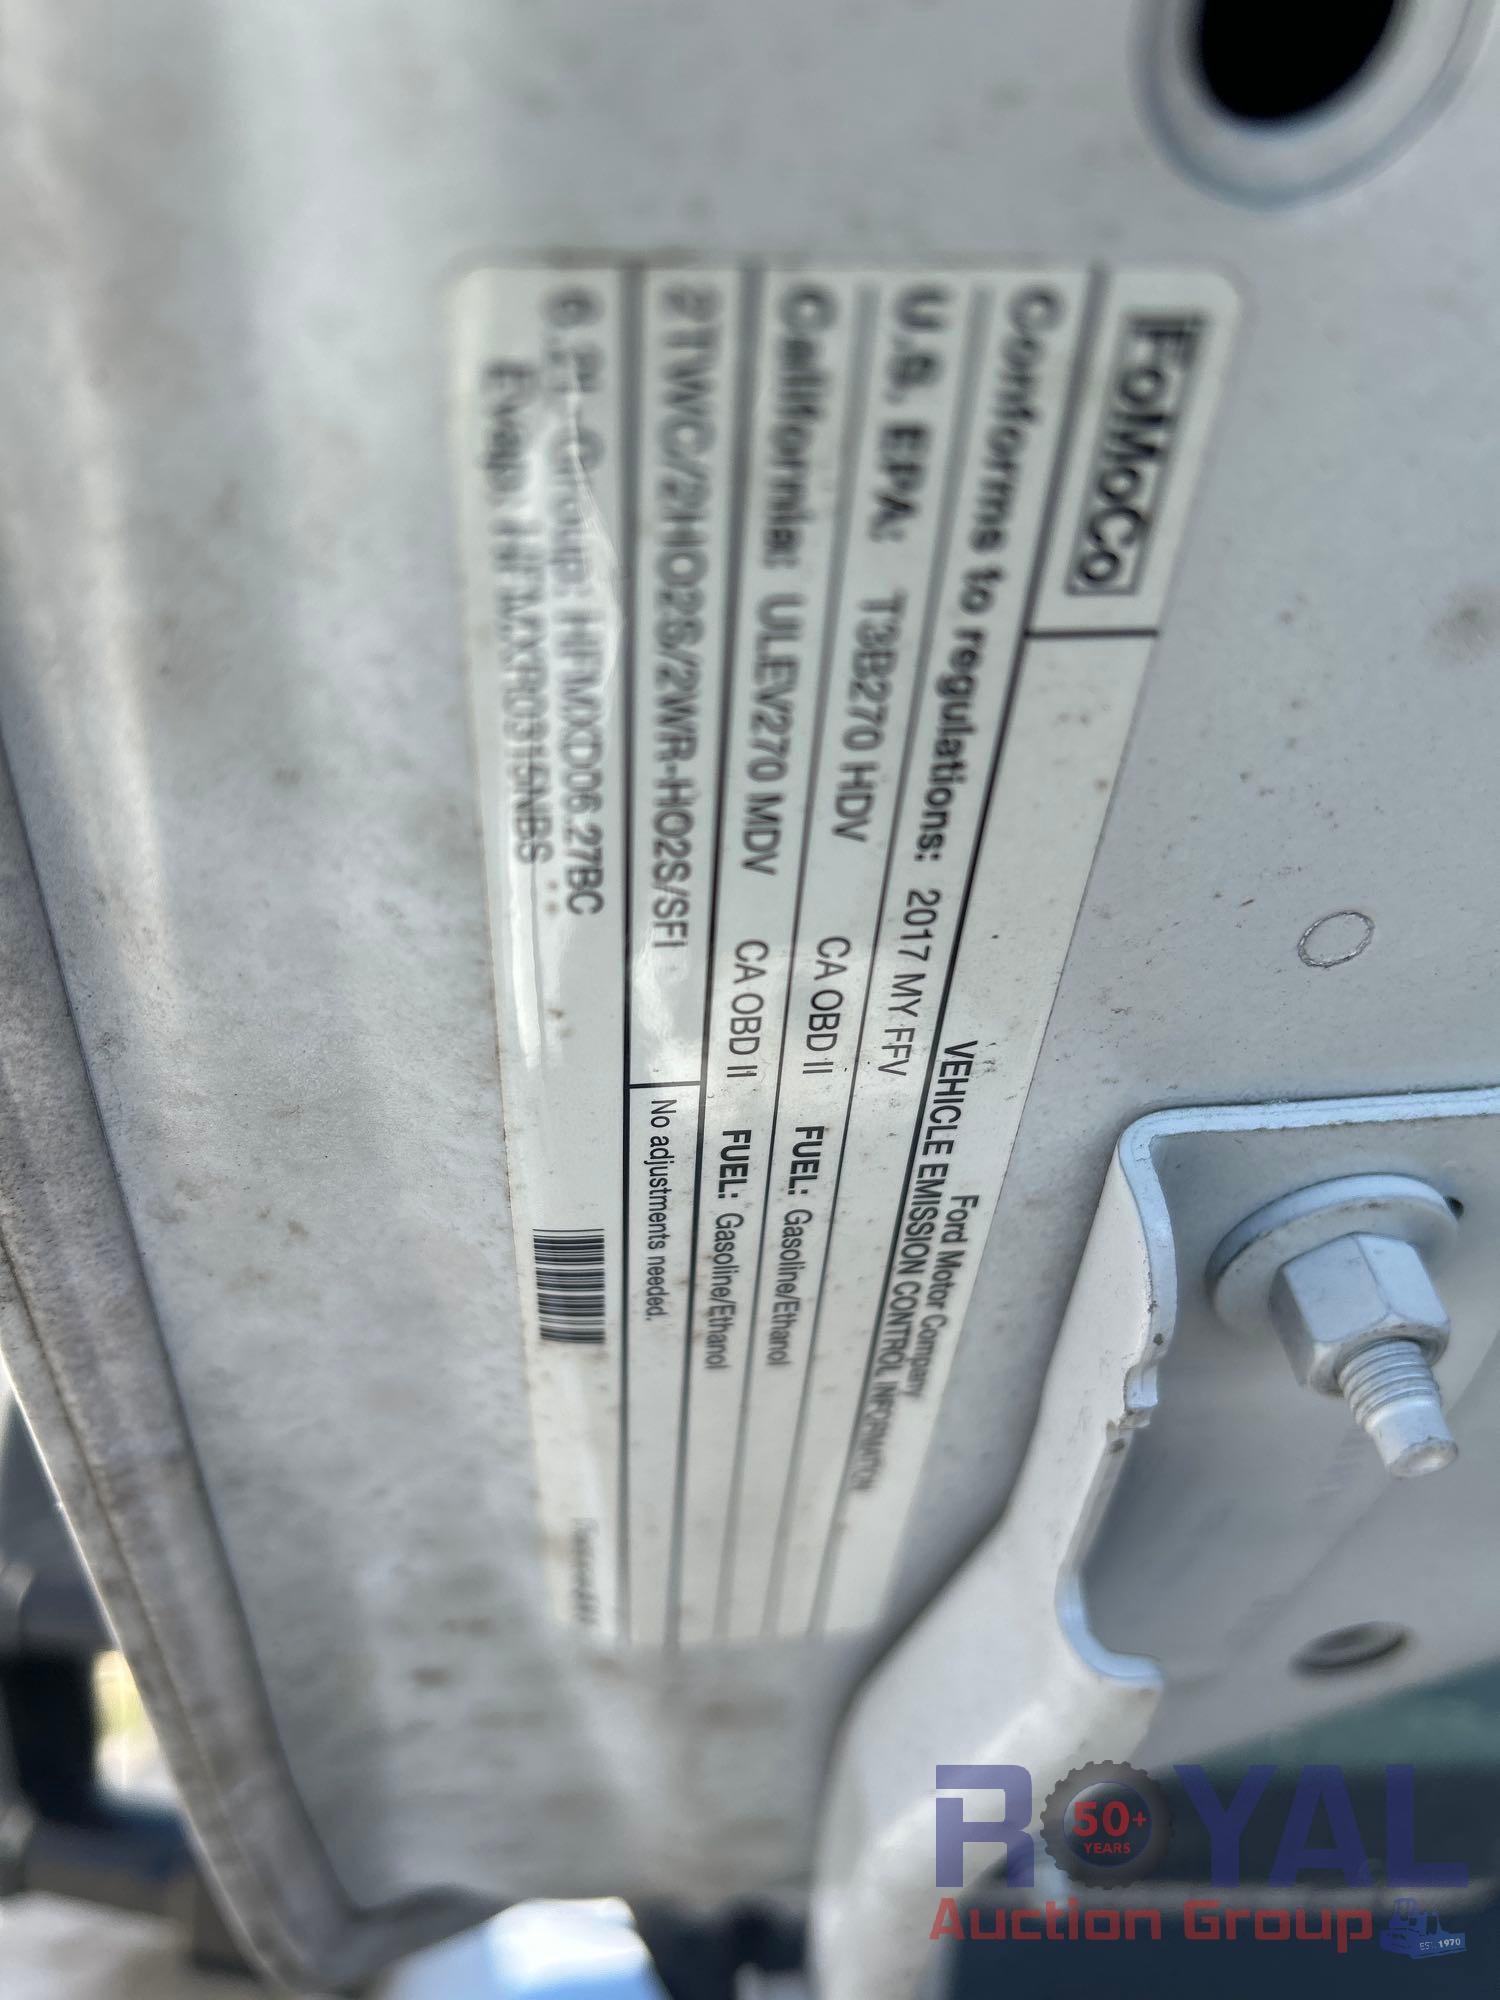 FoMoCo
Ford Motor Company
VEHICLE EMISSION CONTROL INFORMATION
Conforms to regulations: 2017 MY FFV
U.S. EPA: T3B270 HDV CA OBD II FUEL: Gasoline/Ethanol
California: ULEV270 MDV CA OBD II FUEL: Gasoline/Ethanol
2TWC/2HO2S/2WR-HO2S/SFI No adjustments needed.
6.2L Group: HFMXD06.27BC
Evap: HFMXR0315NBS
ROYAL
50+
YEARS
Auction Group
EST. 1970